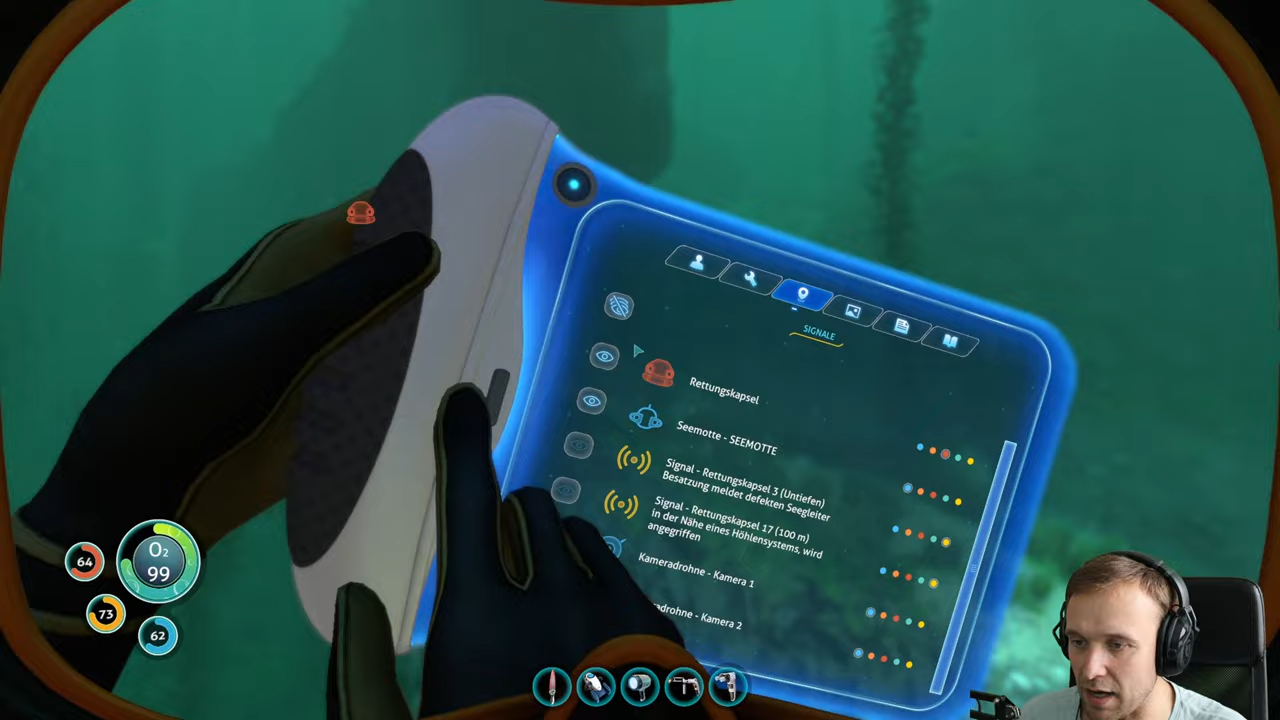 SIGNALE
Rettungskapsel
Seemotte - SEEMOTTE
Signal - Rettungskapsel 3 (Untiefen)
Besatzung meldet defekten Seegleiter
Signal - Rettungskapsel 17 (100 m)
in der Nähe eines Höhlensystems, wird
angegriffen
Kameradrohne - Kamera 1
eradrohne - Kamera 2
O₂
99
64
73
62